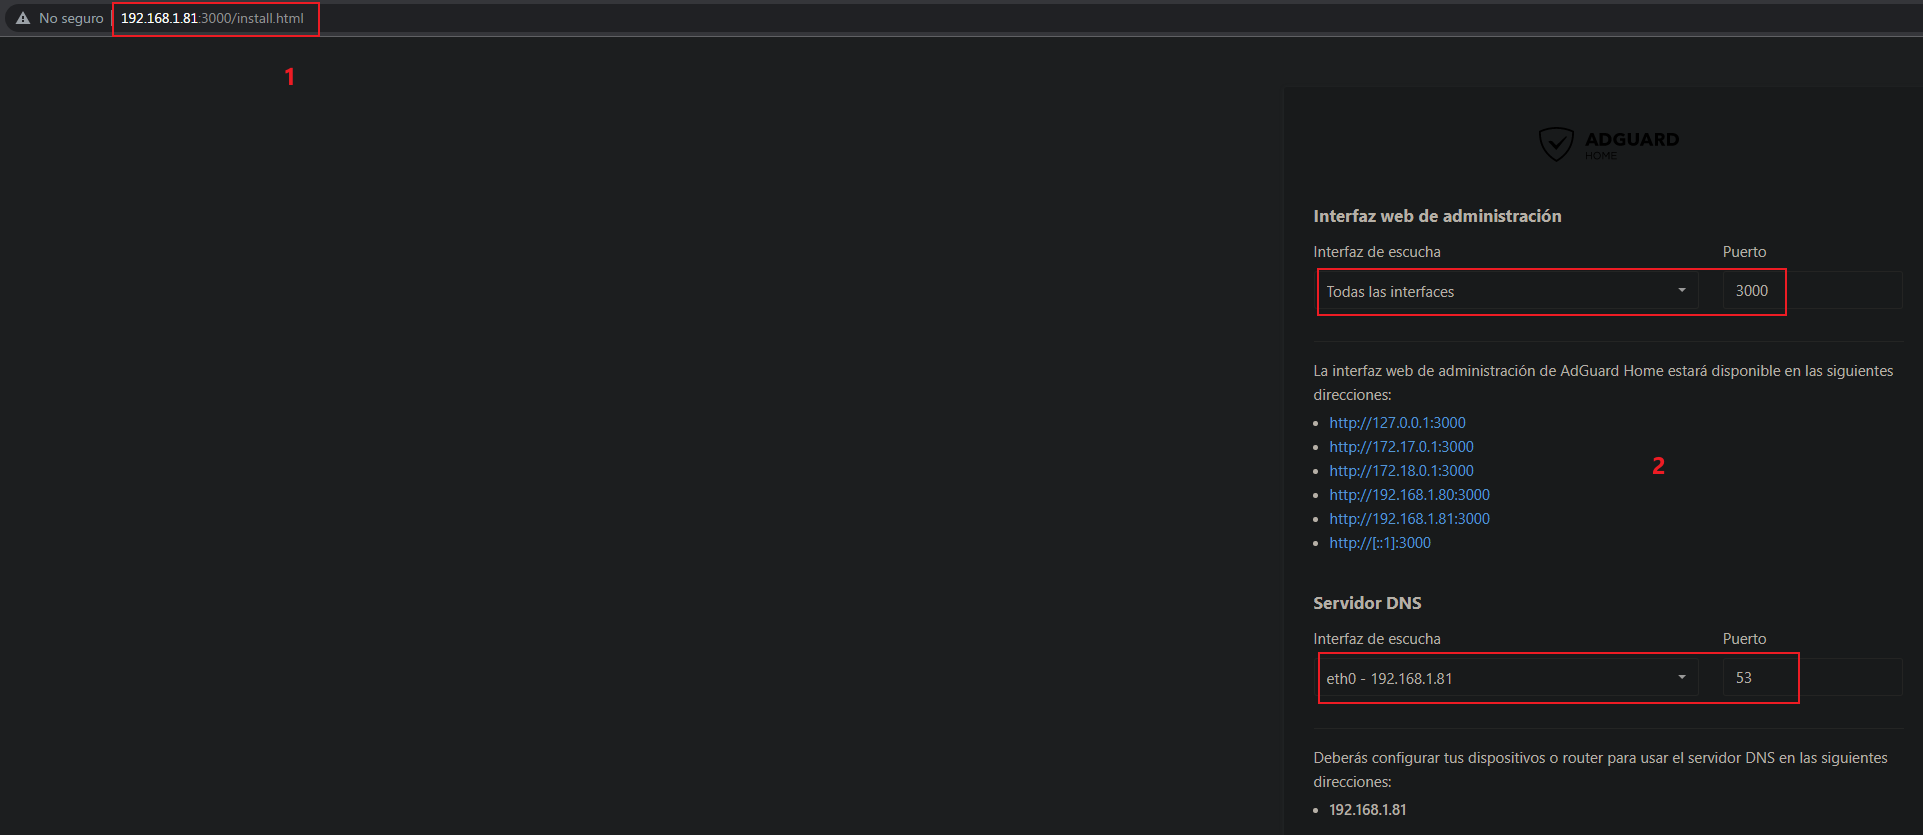 No seguro
192.168.1.81:3000/install.html
1
ADGUARD
HOME
Interfaz web de administración
Interfaz de escucha
Puerto
Todas las interfaces
3000
La interfaz web de administración de AdGuard Home estará disponible en las siguientes
direcciones:
http://127.0.0.1:3000
http://172.17.0.1:3000
http://172.18.0.1:3000
2
http://192.168.1.80:3000
http://192.168.1.81:3000
http://[::1]:3000
Servidor DNS
Interfaz de escucha
Puerto
eth0 - 192.168.1.81
53
Deberás configurar tus dispositivos o router para usar el servidor DNS en las siguientes
direcciones:
192.168.1.81